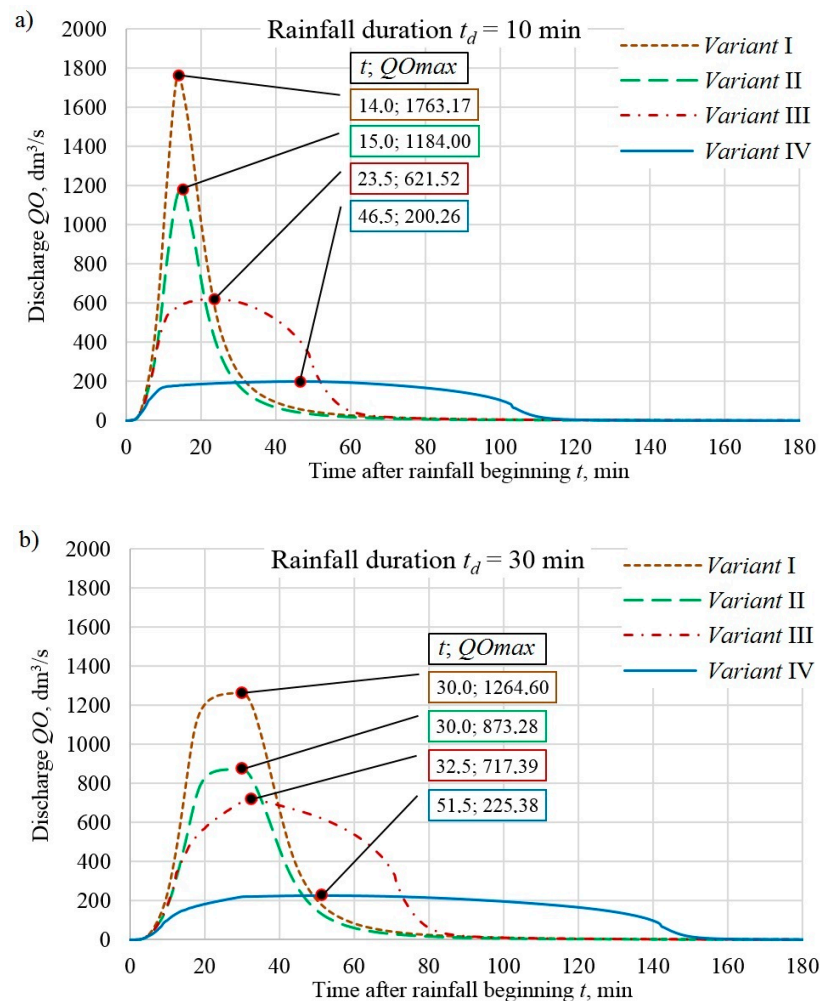 a)
Rainfall duration t_d = 10 min
2000
1800
1600
1400
1200
1000
800
600
400
200
0
Discharge QO, dm³/s
t; QOmax
14.0; 1763.17
15.0; 1184.00
23.5; 621.52
46.5; 200.26
Variant I
Variant II
Variant III
Variant IV
0 20 40 60 80 100 120 140 160 180
Time after rainfall beginning t, min
b)
Rainfall duration t_d = 30 min
2000
1800
1600
1400
1200
1000
800
600
400
200
0
Discharge QO, dm³/s
t; QOmax
30.0; 1264.60
30.0; 873.28
32.5; 717.39
51.5; 225.38
Variant I
Variant II
Variant III
Variant IV
0 20 40 60 80 100 120 140 160 180
Time after rainfall beginning t, min